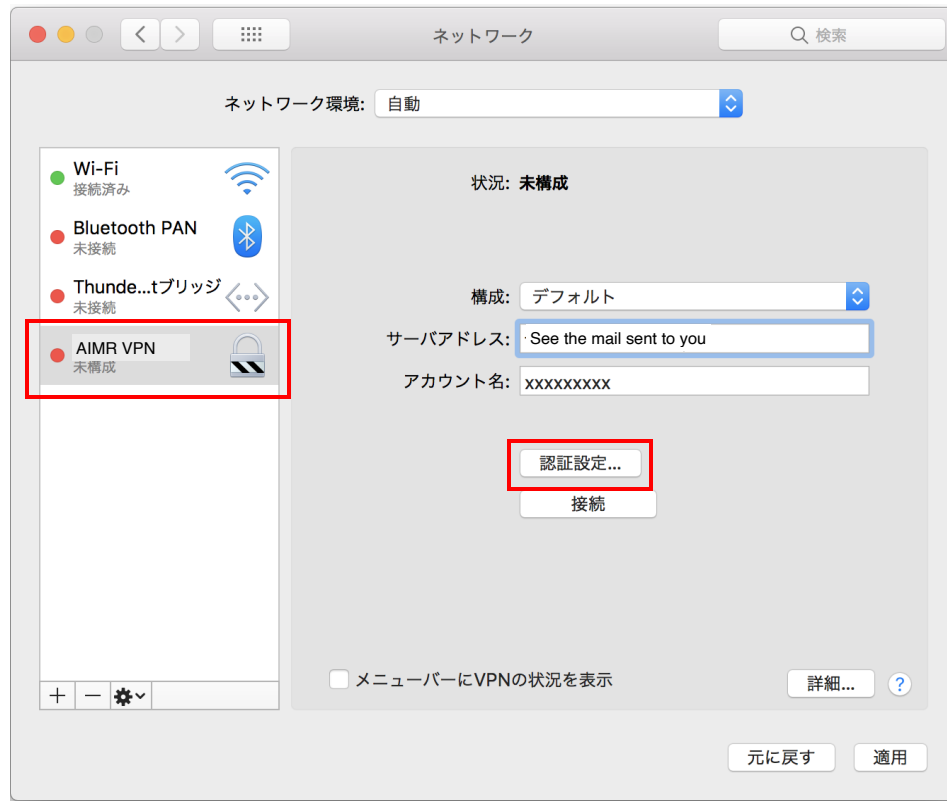 ネットワーク
検索
ネットワーク環境: 自動
Wi-Fi
接続済み
Bluetooth PAN
未接続
Thunde...tブリッジ
未接続
AIMR VPN
未構成
状況: 未構成
構成: デフォルト
サーバアドレス: See the mail sent to you
アカウント名: xxxxxxxxx
認証設定...
接続
メニューバーにVPNの状況を表示
詳細...
?
元に戻す
適用